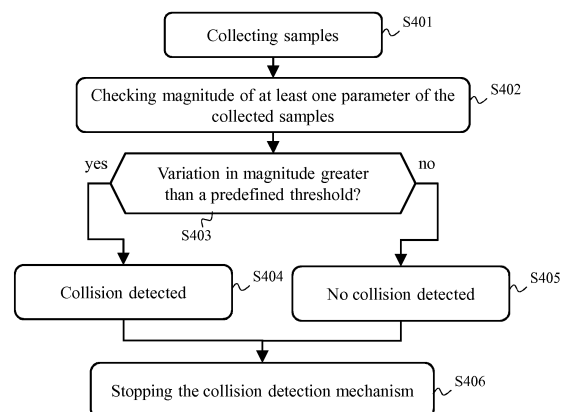 Collecting samples
S401
Checking magnitude of at least one parameter of the
collected samples
S402
yes
Variation in magnitude greater
than a predefined threshold?
no
S403
Collision detected
S404
No collision detected
S405
Stopping the collision detection mechanism
S406